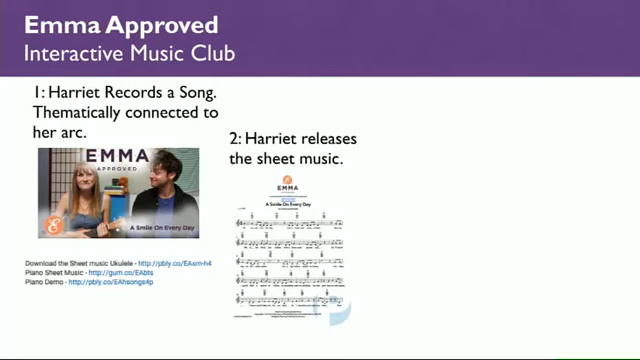 Emma Approved
Interactive Music Club
1: Harriet Records a Song.
Thematically connected to
her arc.
EMMA
APPROVED
A Smile On Every Day
Download the Sheet music Ukulele - http://pbly.co/EAsm-h4
Piano Sheet Music - http://gum.co/EAbts
Piano Demo - http://pbly.co/EAhsongs4p
2: Harriet releases
the sheet music.
EMMA
A Smile On Every Day